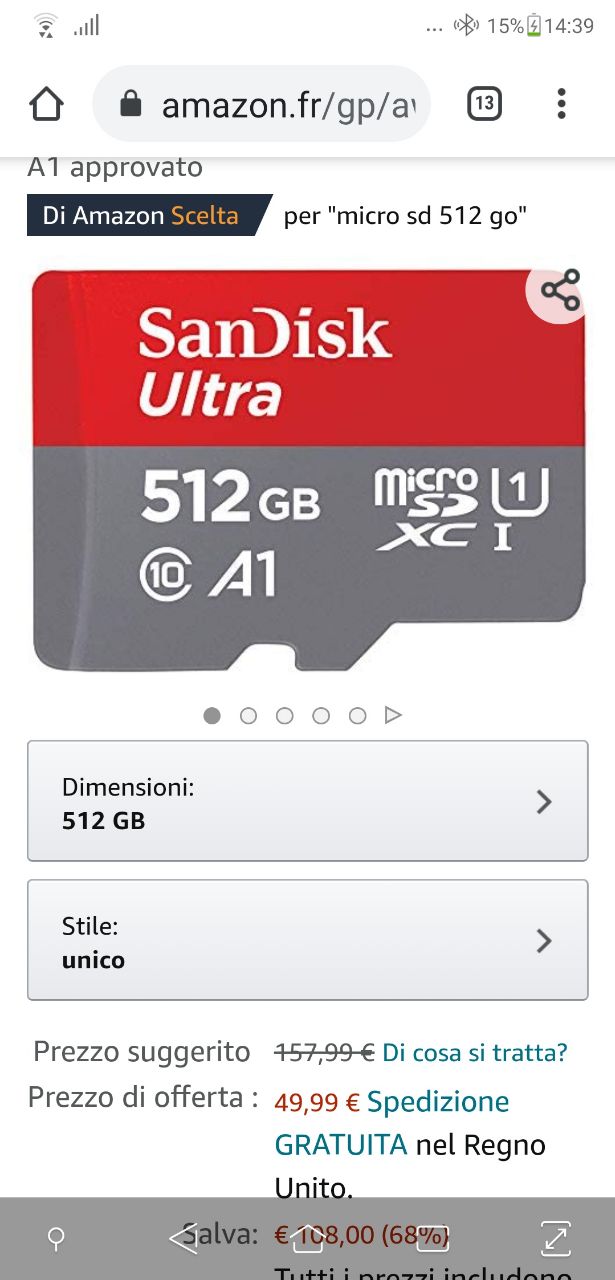 15% 14:39
amazon.fr/gp/a
13
A1 approvato
Di Amazon Scelta per "micro sd 512 go"
SanDisk
Ultra
512GB micro SD XC I U1
10 A1
Dimensioni:
512 GB
Stile:
unico
Prezzo suggerito 157,99 € Di cosa si tratta?
Prezzo di offerta : 49,99 € Spedizione
GRATUITA nel Regno
Unito.
Salva: € 108,00 (68%)
Tutti i prezzi includono